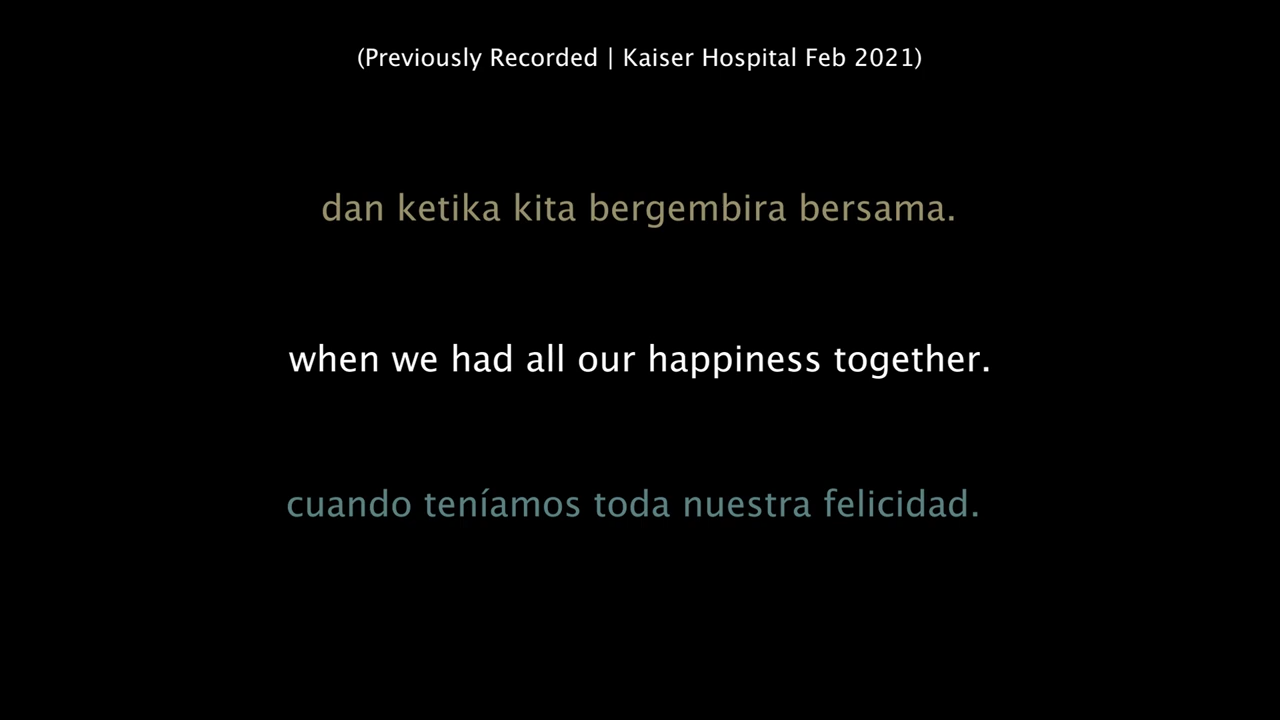 (Previously Recorded | Kaiser Hospital Feb 2021)
dan ketika kita bergembira bersama.
when we had all our happiness together.
cuando teníamos toda nuestra felicidad.